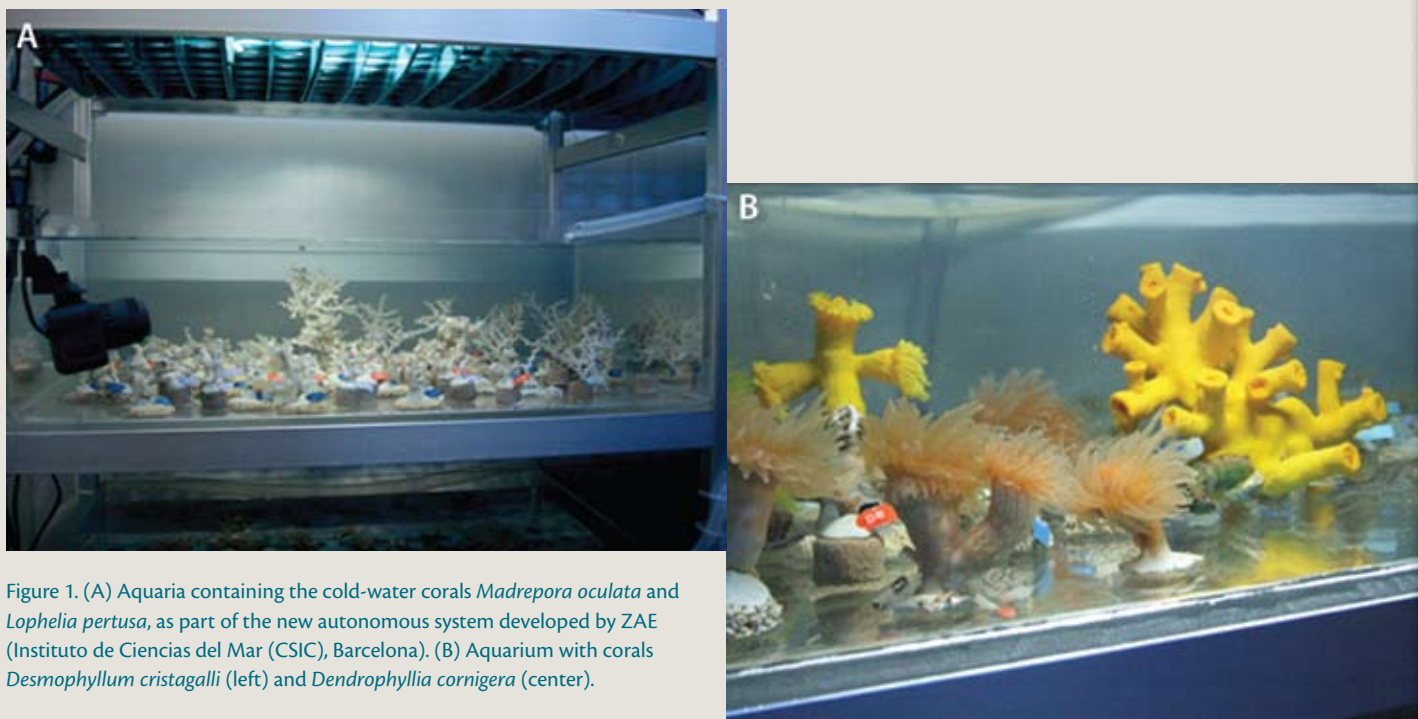 A
B
Figure 1. (A) Aquaria containing the cold-water corals Madrepora oculata and
Lophelia pertusa, as part of the new autonomous system developed by ZAE
(Instituto de Ciencias del Mar (CSIC), Barcelona). (B) Aquarium with corals
Desmophyllum cristagalli (left) and Dendrophyllia cornigera (center).